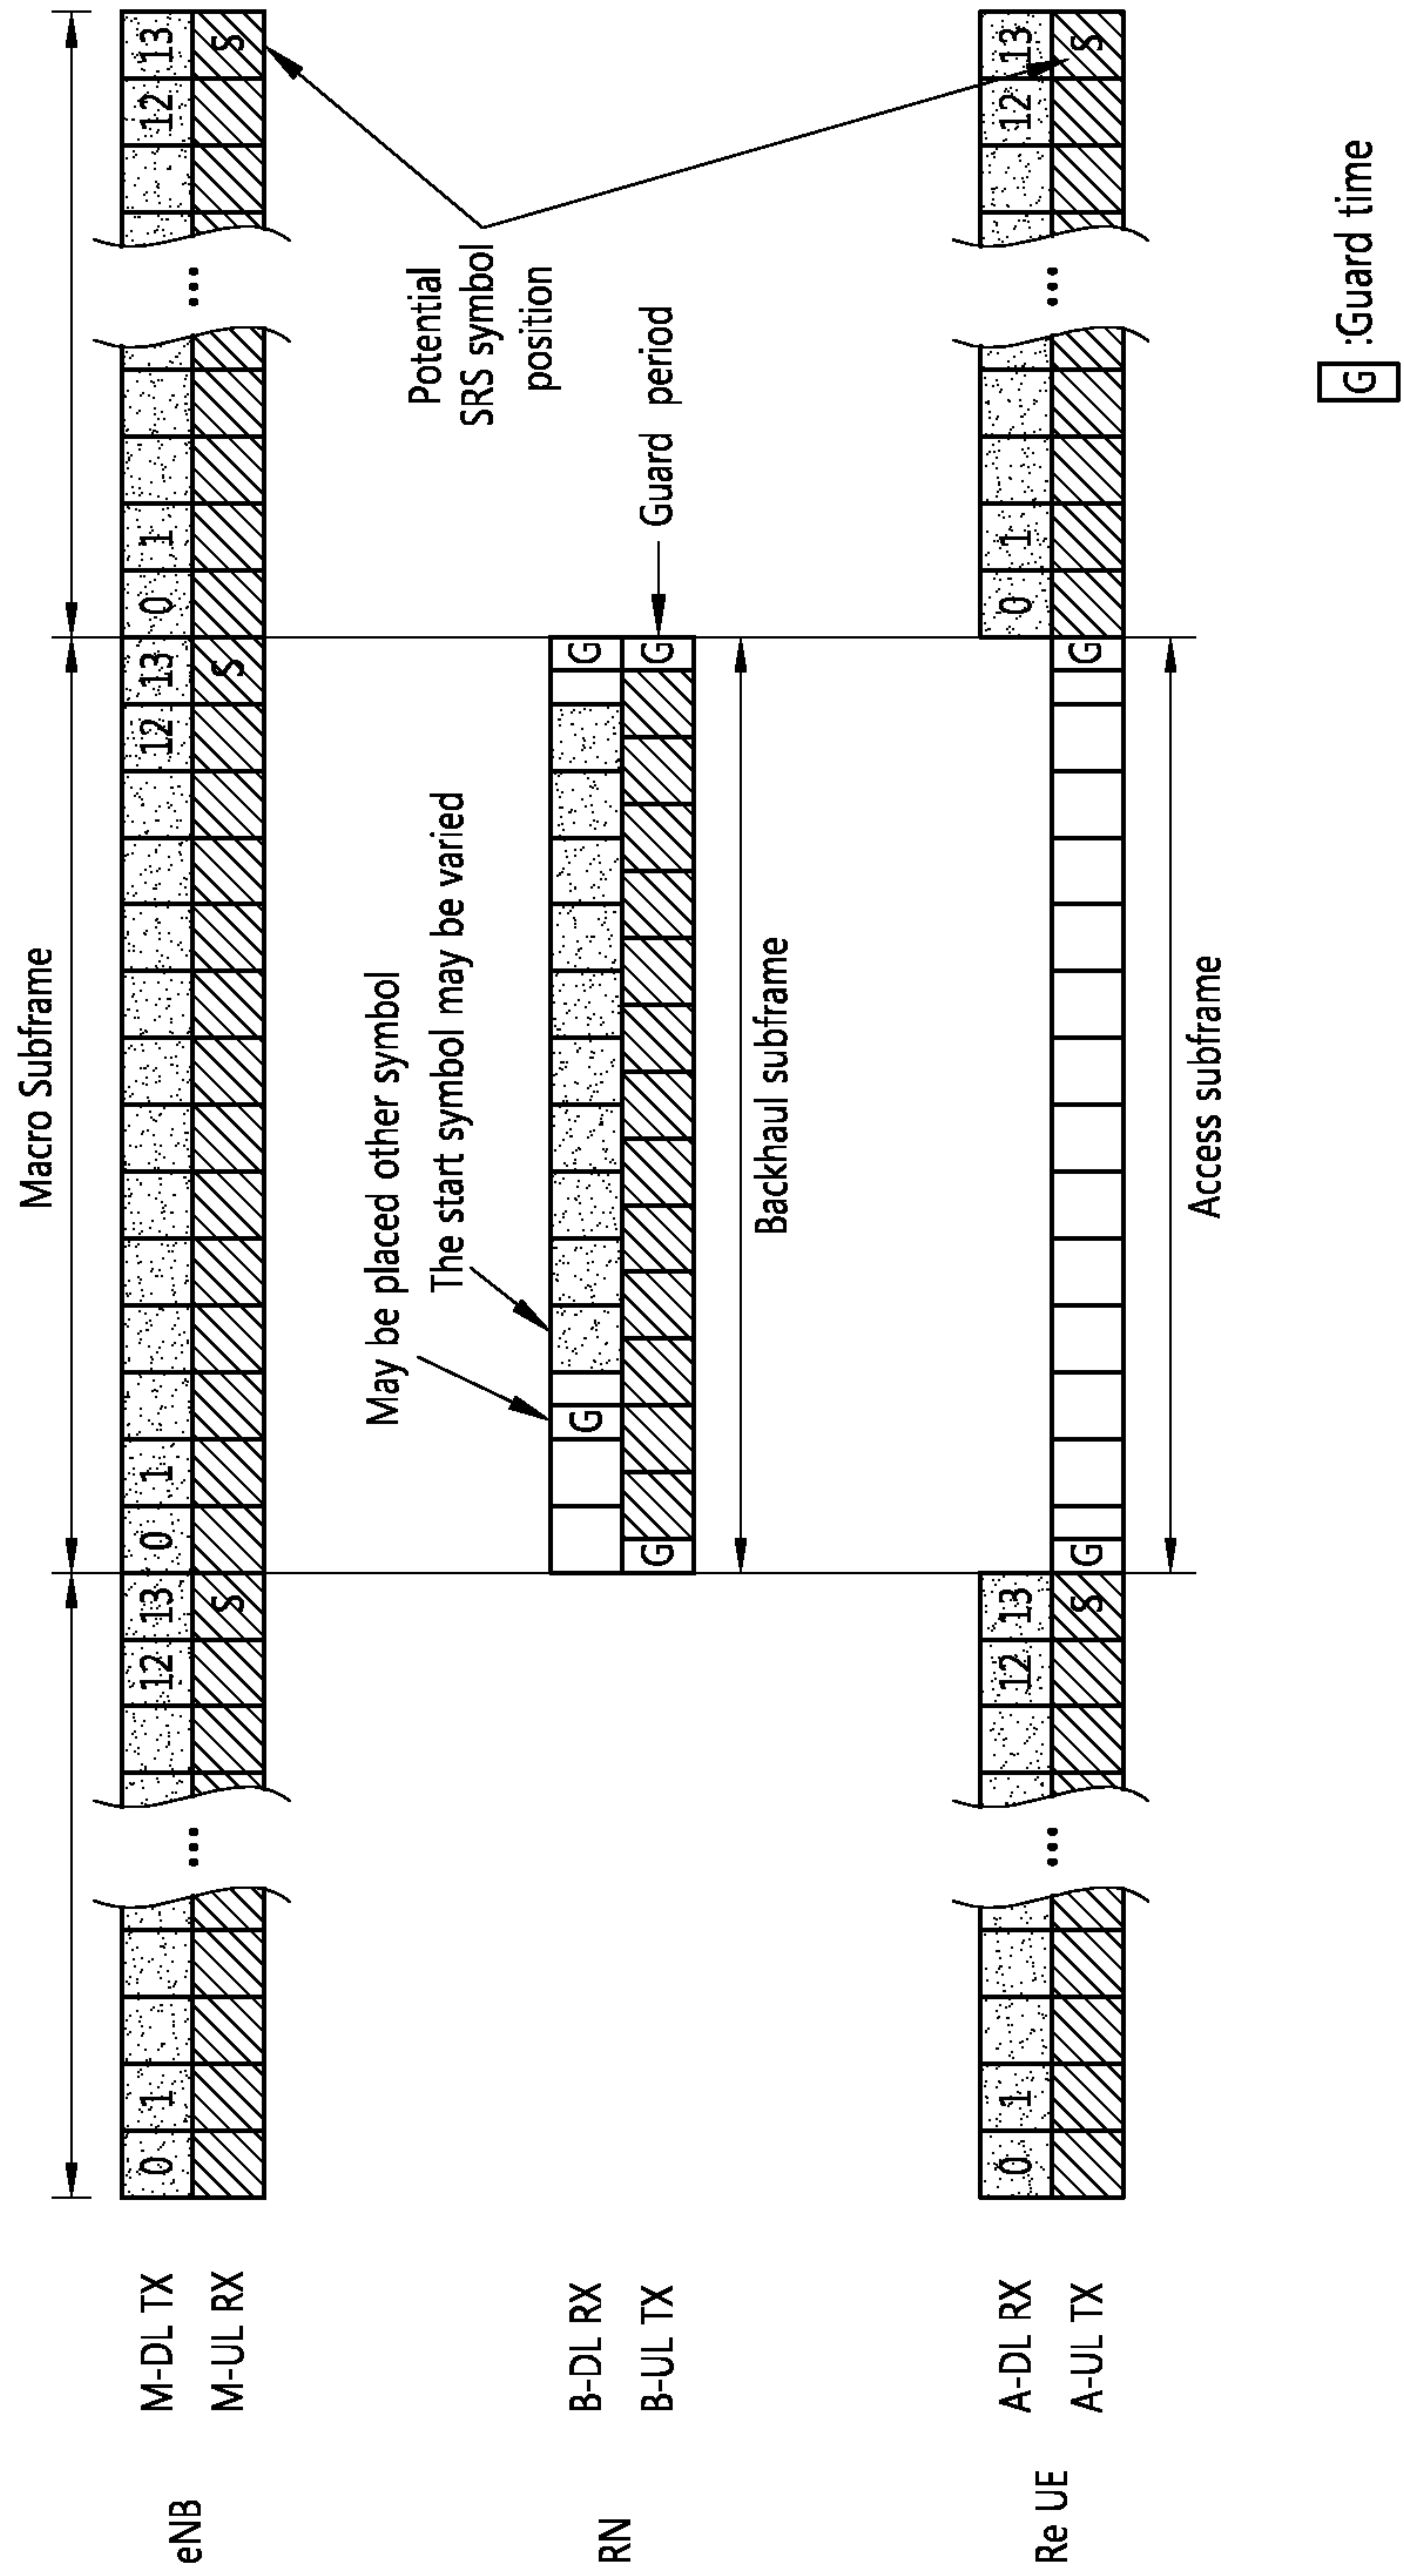 Macro Subframe
eNB
M-DL TX 0 1 ... 12 13 0 1 12 13 0 1 ... 12 13
M-UL RX S S S
Potential
SRS symbol
position
May be placed other symbol
The start symbol may be varied
Guard period
RN
B-DL RX G G
B-UL TX G G
Backhaul subframe
Re UE
A-DL RX 0 1 ... 12 13 0 1 ... 12 13
A-UL TX S G G S
Access subframe
G :Guard time